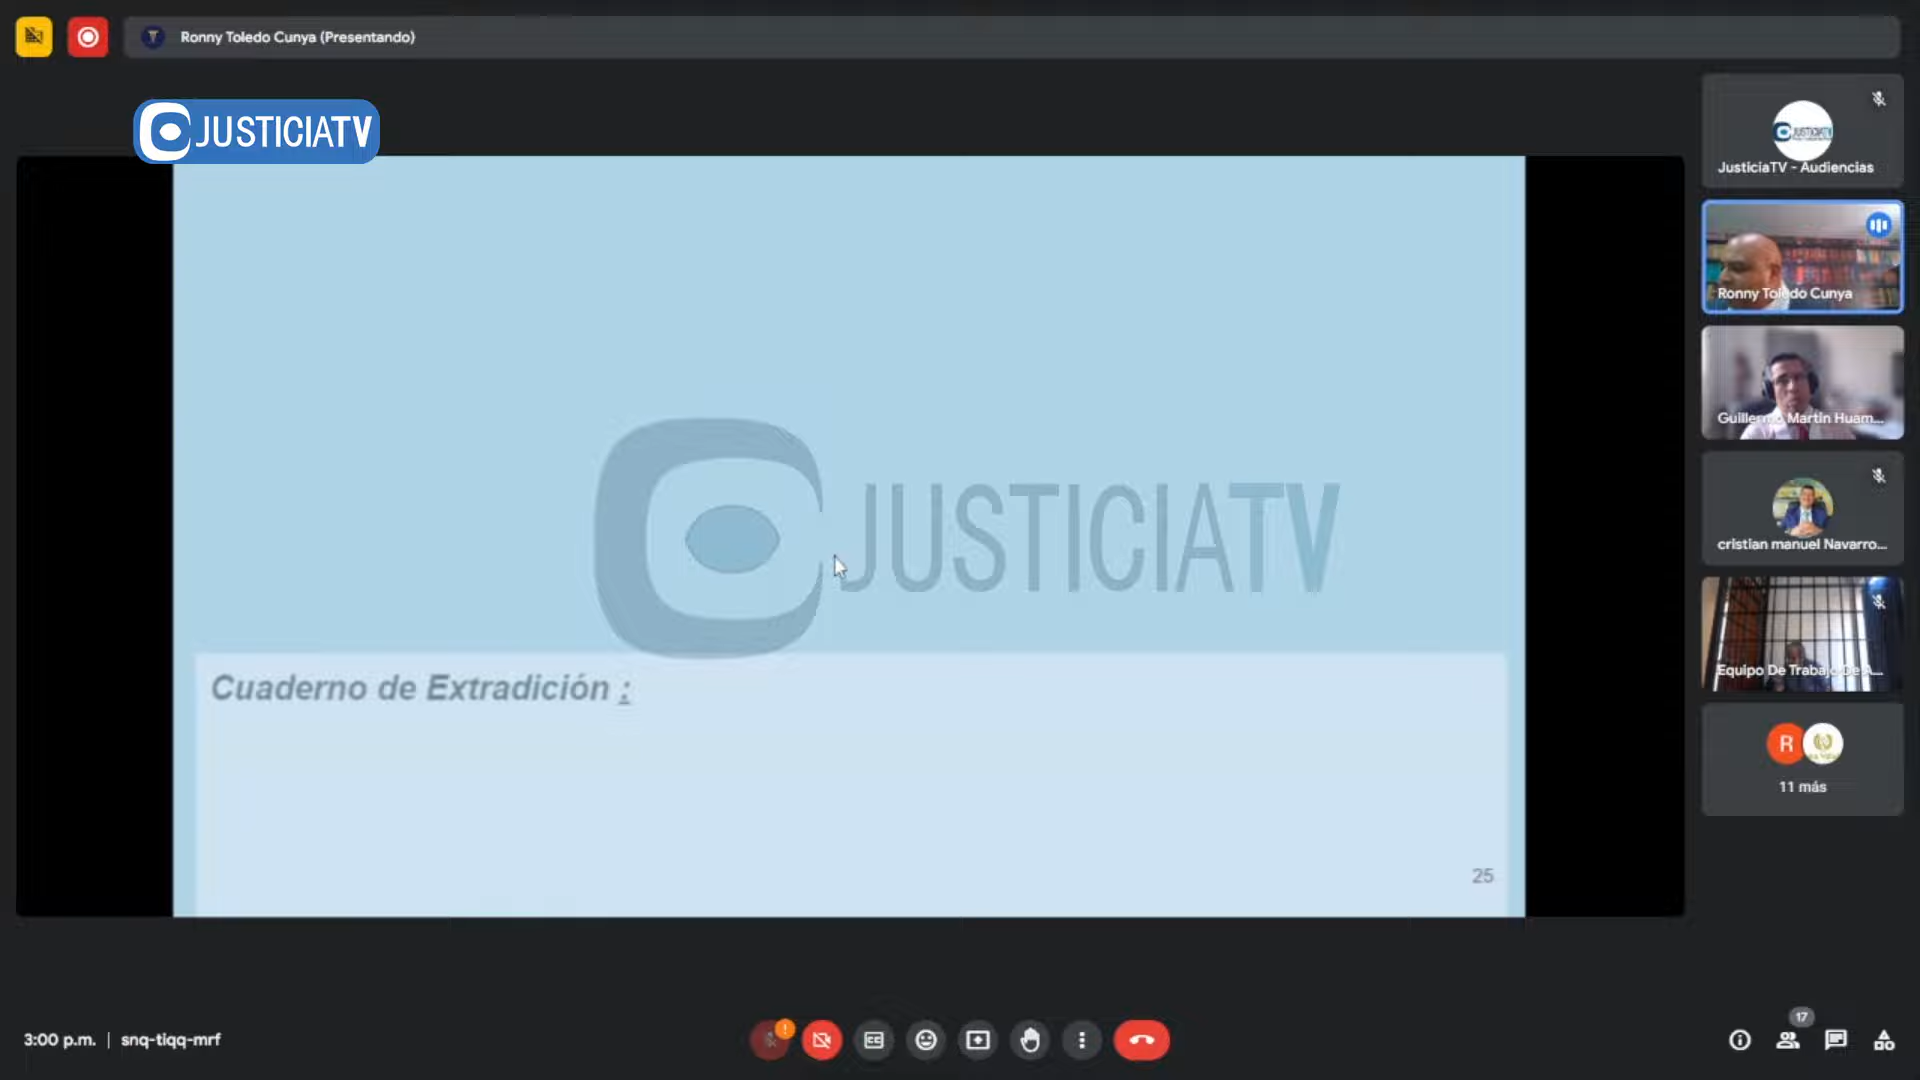 Ronny Toledo Cunya (Presentando)
JUSTICIATV
JUSTICIATV
JusticiaTV - Audiencias
Ronny Toledo Cunya
Guillermo Martin Huam...
cristian manuel Navarro...
Equipo De Trabajo De A...
R
11 más
JUSTICIATV
Cuaderno de Extradición :
25
3:00 p.m. | snq-tiqq-mrf
17